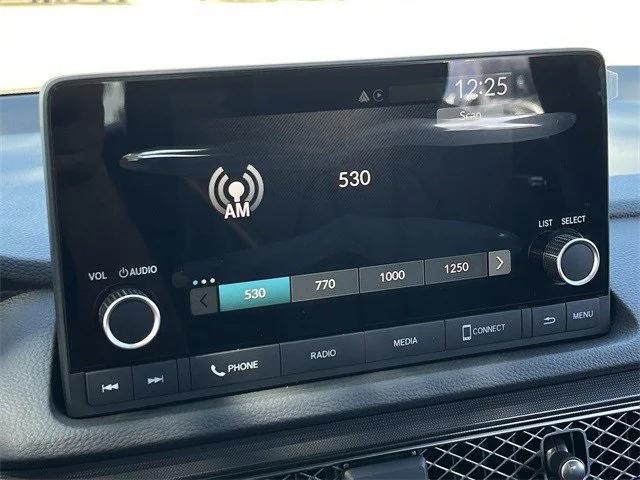 12:25
Scan
530
AM
LIST SELECT
VOL AUDIO
530 770 1000 1250
PHONE RADIO MEDIA CONNECT MENU